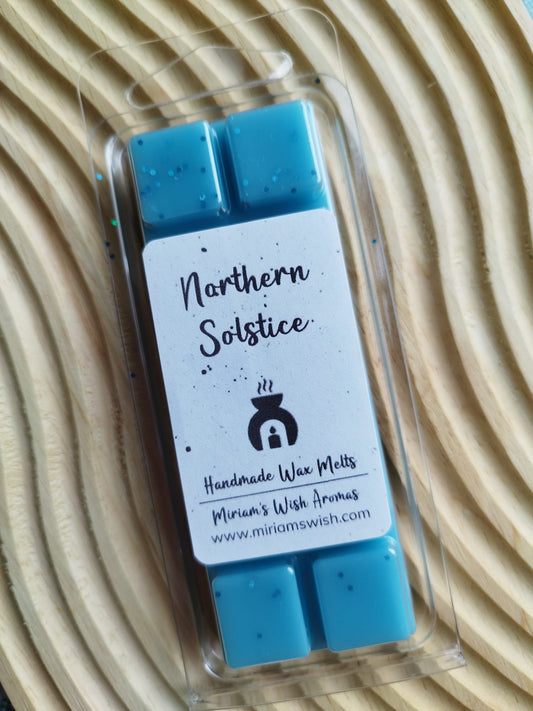 Northern
Solstice
Handmade Wax Melts
Miriam's Wish Aromas
www.miriamswish.com